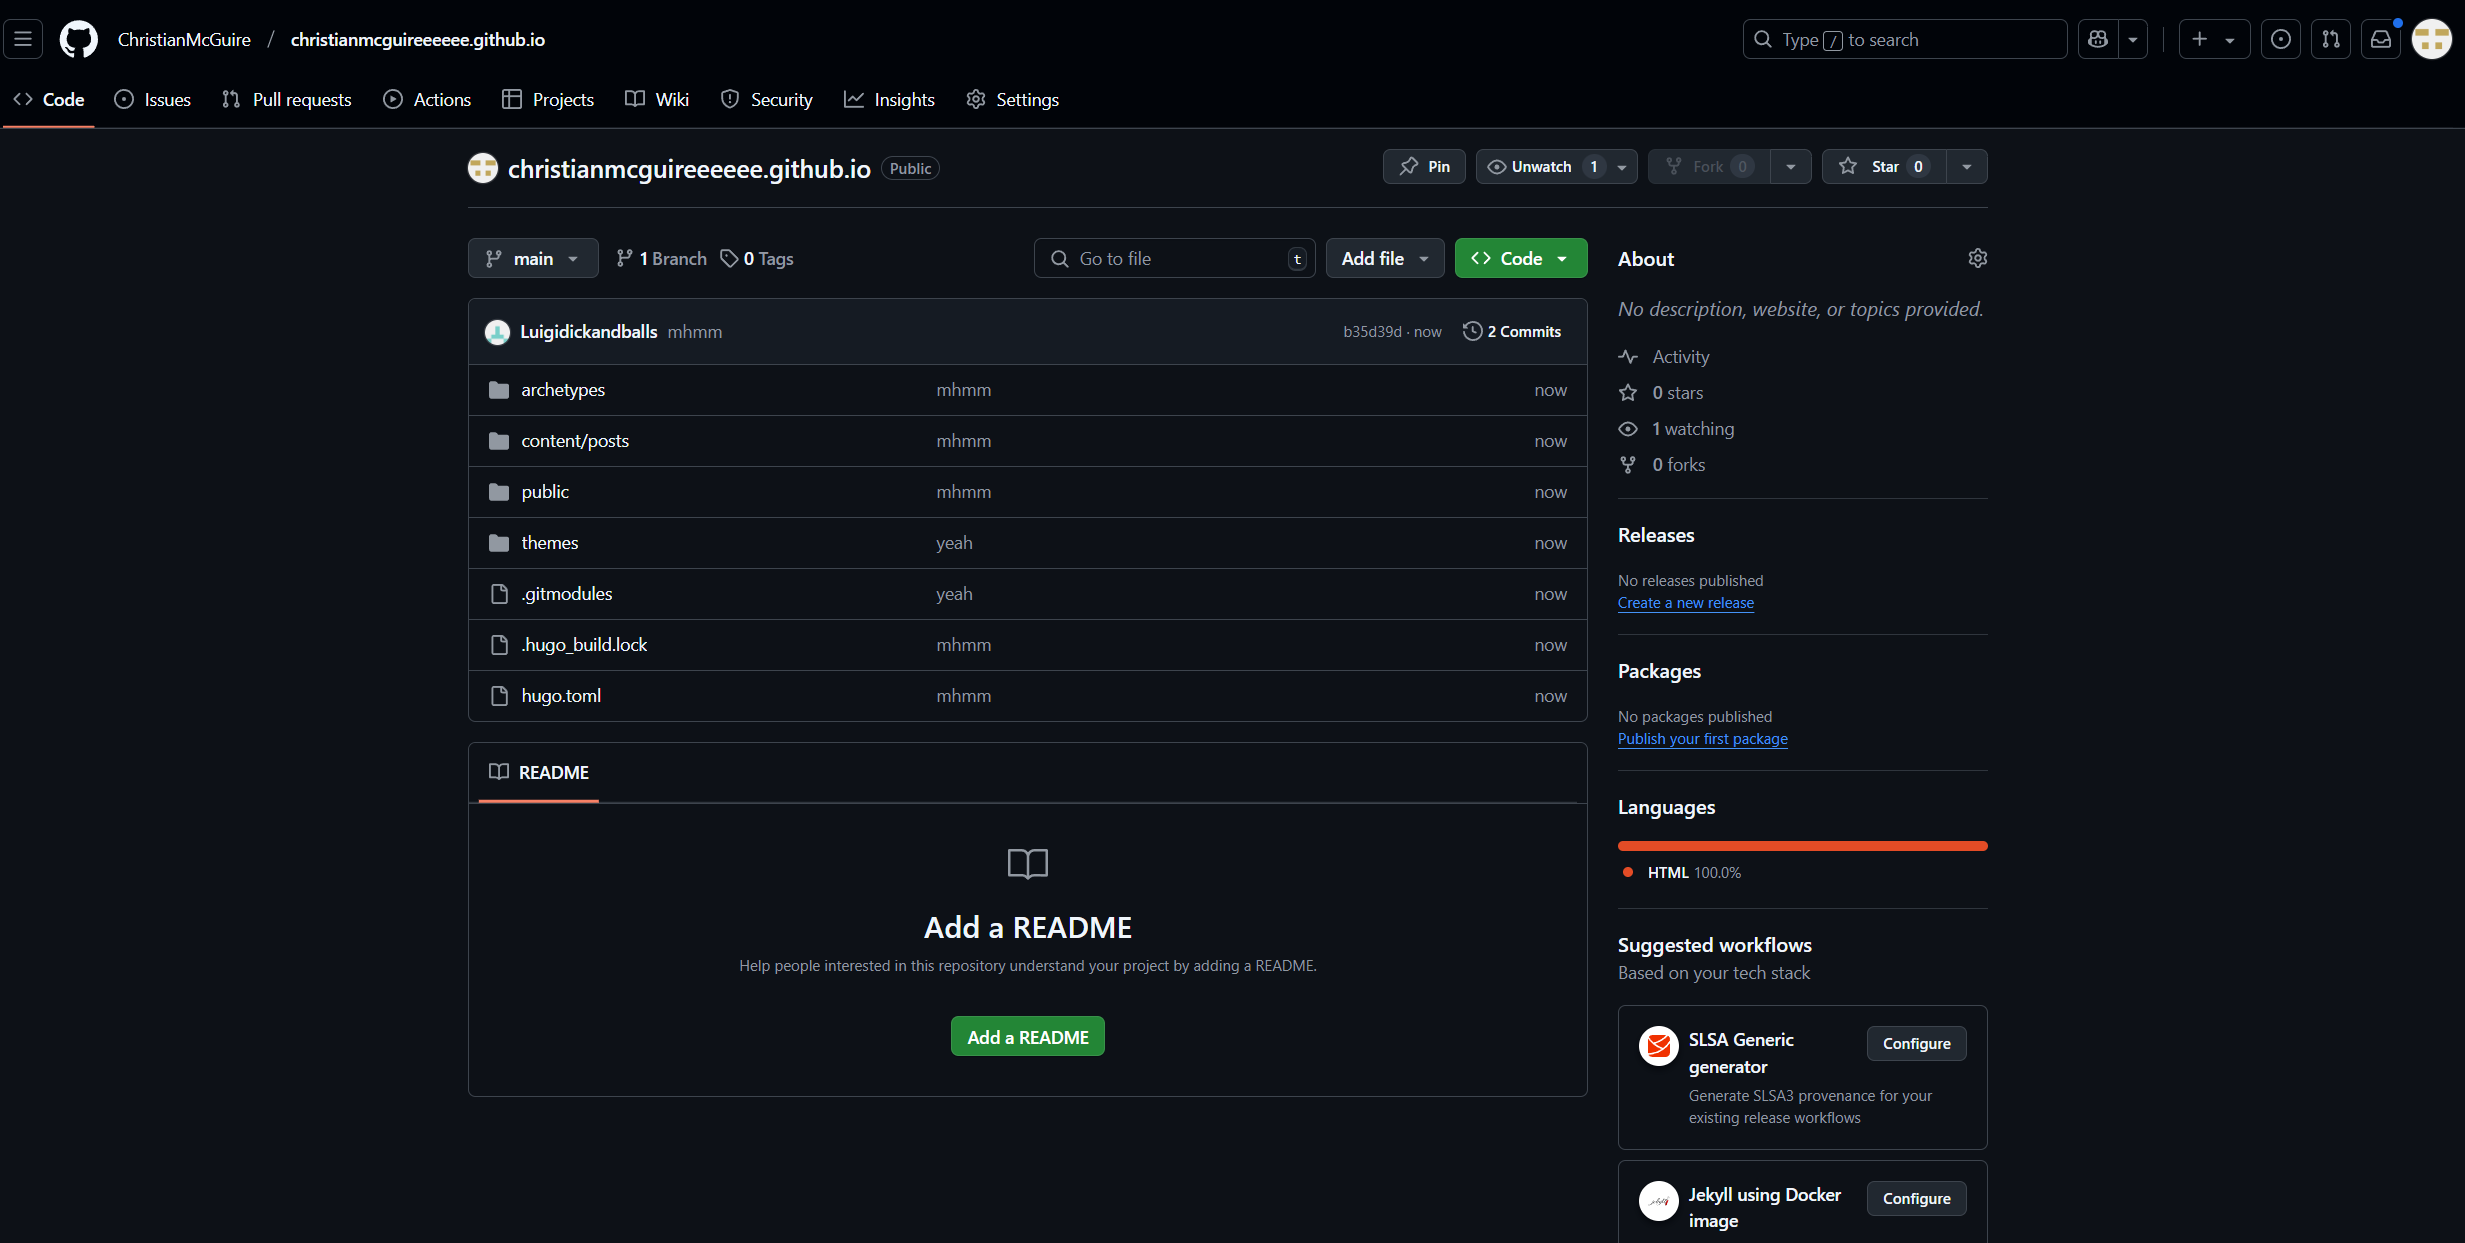 ChristianMcGuire / christianmcguireeeeee.github.io
Type / to search
Code Issues Pull requests Actions Projects Wiki Security Insights Settings
christianmcguireeeeee.github.io Public
Pin Unwatch 1 Fork 0 Star 0
main 1 Branch 0 Tags Go to file t Add file Code
Luigidickandballs mhmm b35d39d · now 2 Commits
archetypes mhmm now
content/posts mhmm now
public mhmm now
themes yeah now
.gitmodules yeah now
.hugo_build.lock mhmm now
hugo.toml mhmm now
README
Add a README
Help people interested in this repository understand your project by adding a README.
Add a README
About
No description, website, or topics provided.
Activity
0 stars
1 watching
0 forks
Releases
No releases published
Create a new release
Packages
No packages published
Publish your first package
Languages
HTML 100.0%
Suggested workflows
Based on your tech stack
SLSA Generic
generator
Configure
Generate SLSA3 provenance for your
existing release workflows
Jekyll using Docker
image
Configure